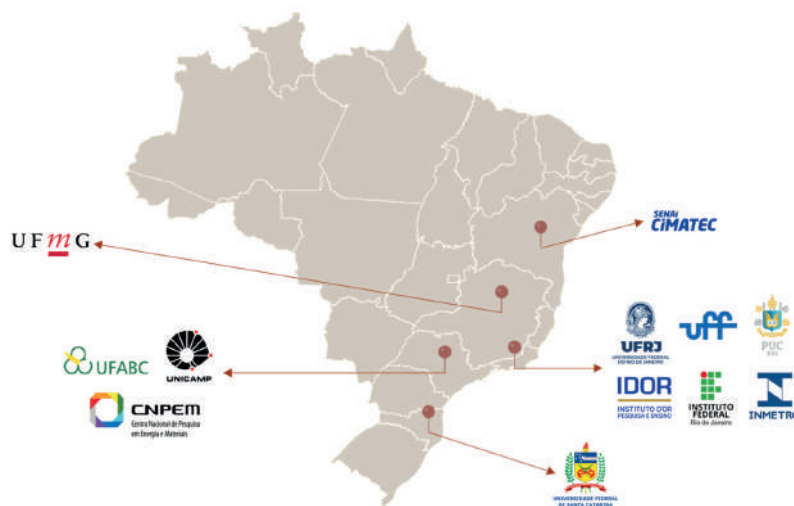 SENAI
CIMATEC
UFmG
UFRJ
UNIVERSIDADE FEDERAL
DO RIO DE JANEIRO
uff
PUC
RIO
UFABC
UNICAMP
CNPEM
Centro Nacional de Pesquisa
em Energia e Materiais
IDOR
INSTITUTO D'OR
PESQUISA E ENSINO
INSTITUTO
FEDERAL
Rio de Janeiro
INMETRO
UNIVERSIDADE FEDERAL
DE SANTA CATARINA